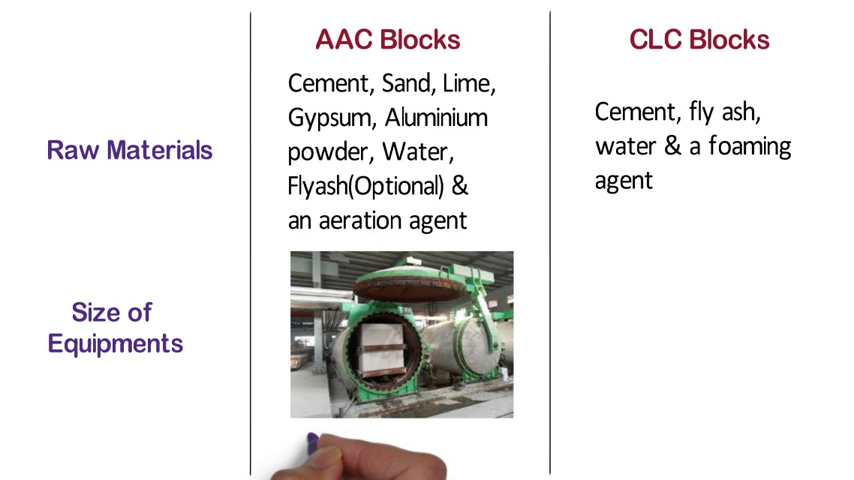 AAC Blocks
CLC Blocks
Raw Materials
Cement, Sand, Lime,
Gypsum, Aluminium
powder, Water,
Flyash(Optional) &
an aeration agent
Cement, fly ash,
water & a foaming
agent
Size of
Equipments